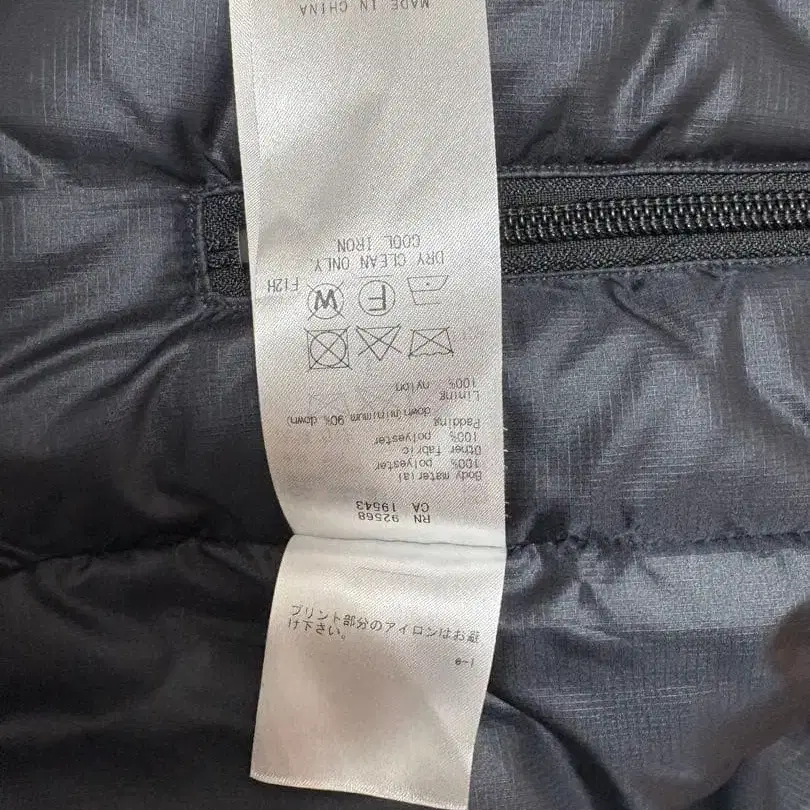 RN 92568
CA 19543
Body material
100% polyester
Other fabric
100% polyester
Padding
down(minimum 90% down)
Lining
100% nylon
F W F12H
DRY CLEAN ONLY.
COOL IRON
MADE IN CHINA
プリント部分のアイロンはお避
け下さい。